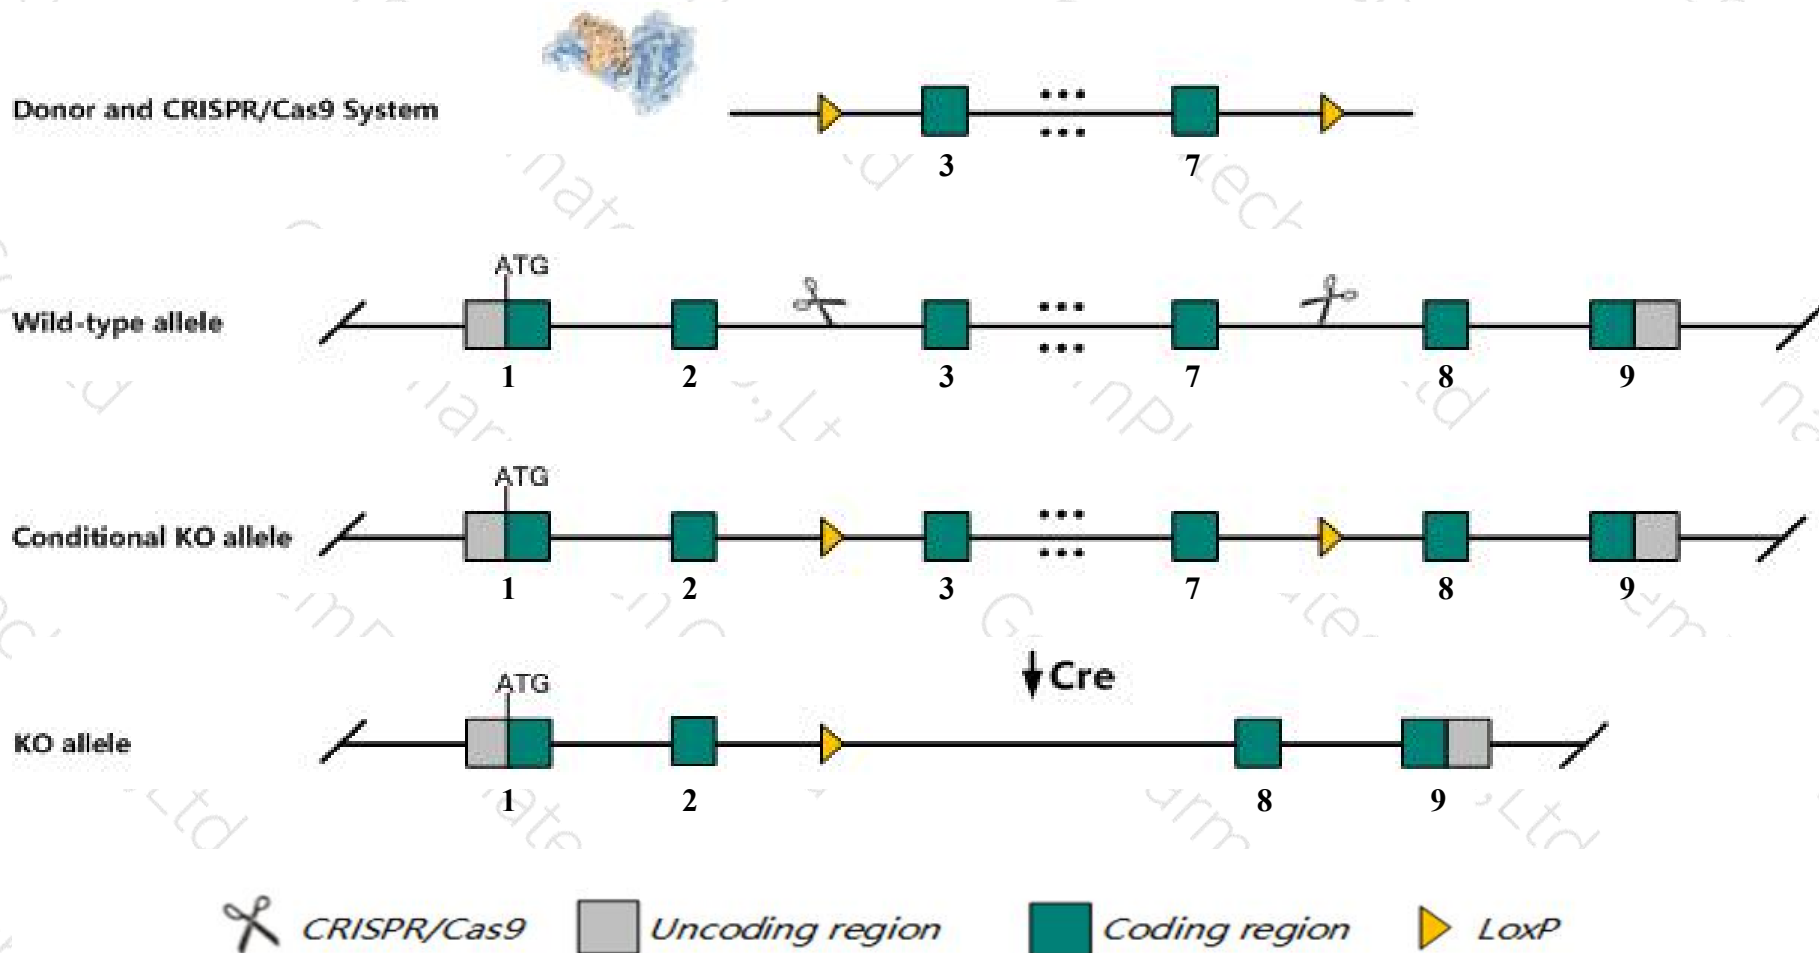 Donor and CRISPR/Cas9 System
3 7
ATG
Wild-type allele
1 2 3 7 8 9
ATG
Conditional KO allele
1 2 3 7 8 9
Cre
ATG
KO allele
1 2 8 9
CRISPR/Cas9 Uncoding region Coding region LoxP